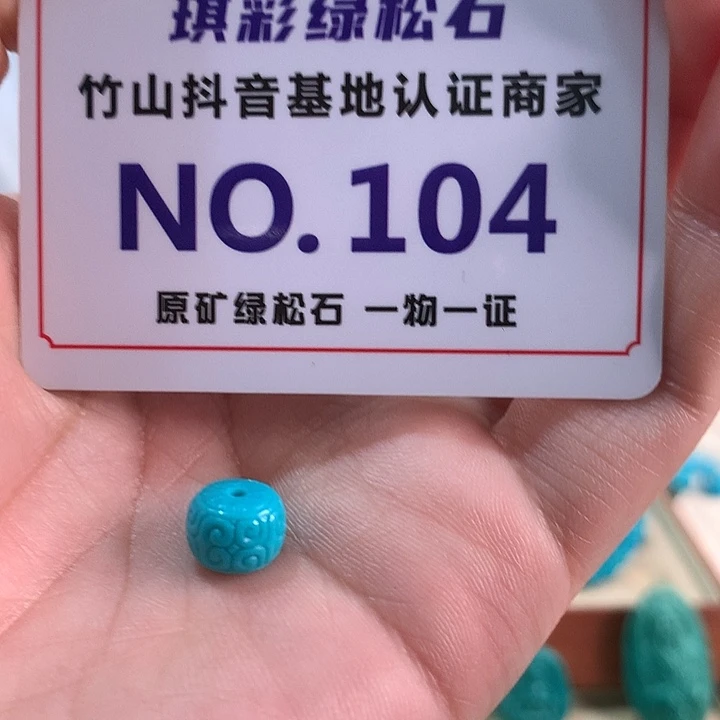 琪彩绿松石
竹山抖音基地认证商家
NO.104
原矿绿松石 一物一证